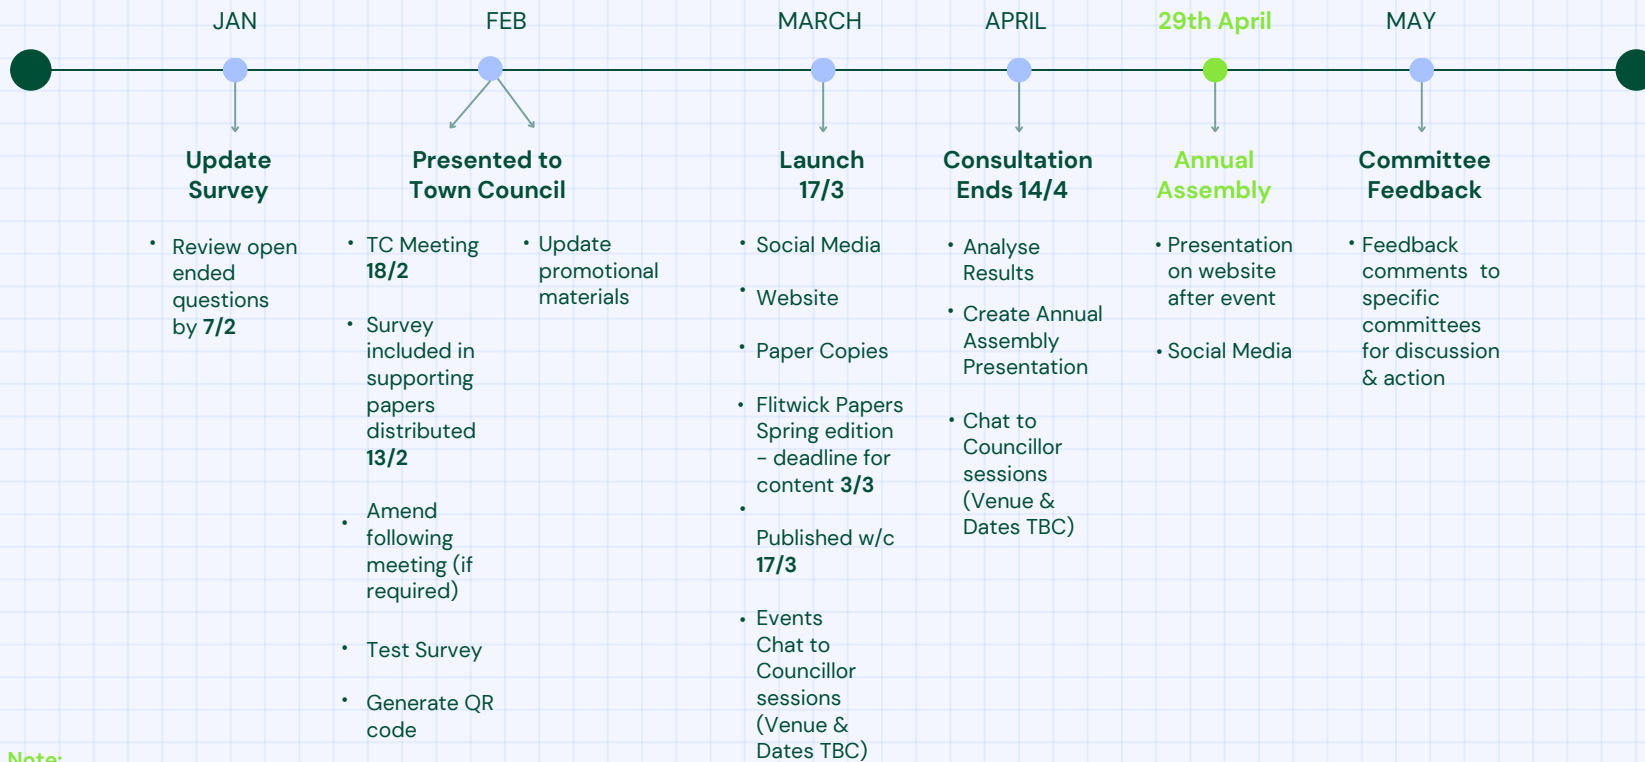 JAN
FEB
MARCH
APRIL
29th April
MAY
Update
Survey
• Review open
ended
questions
by 7/2
Presented to
Town Council
• TC Meeting
18/2
• Survey
included in
supporting
papers
distributed
13/2
• Amend
following
meeting (if
required)
• Test Survey
• Generate QR
code
• Update
promotional
materials
Launch
17/3
• Social Media
• Website
• Paper Copies
• Flitwick Papers
Spring edition
- deadline for
content 3/3
• Published w/c
17/3
• Events
Chat to
Councillor
sessions
(Venue &
Dates TBC)
Consultation
Ends 14/4
• Analyse
Results
• Create Annual
Assembly
Presentation
• Chat to
Councillor
sessions
(Venue &
Dates TBC)
Annual
Assembly
• Presentation
on website
after event
• Social Media
Committee
Feedback
• Feedback
comments to
specific
committees
for discussion
& action
Note: